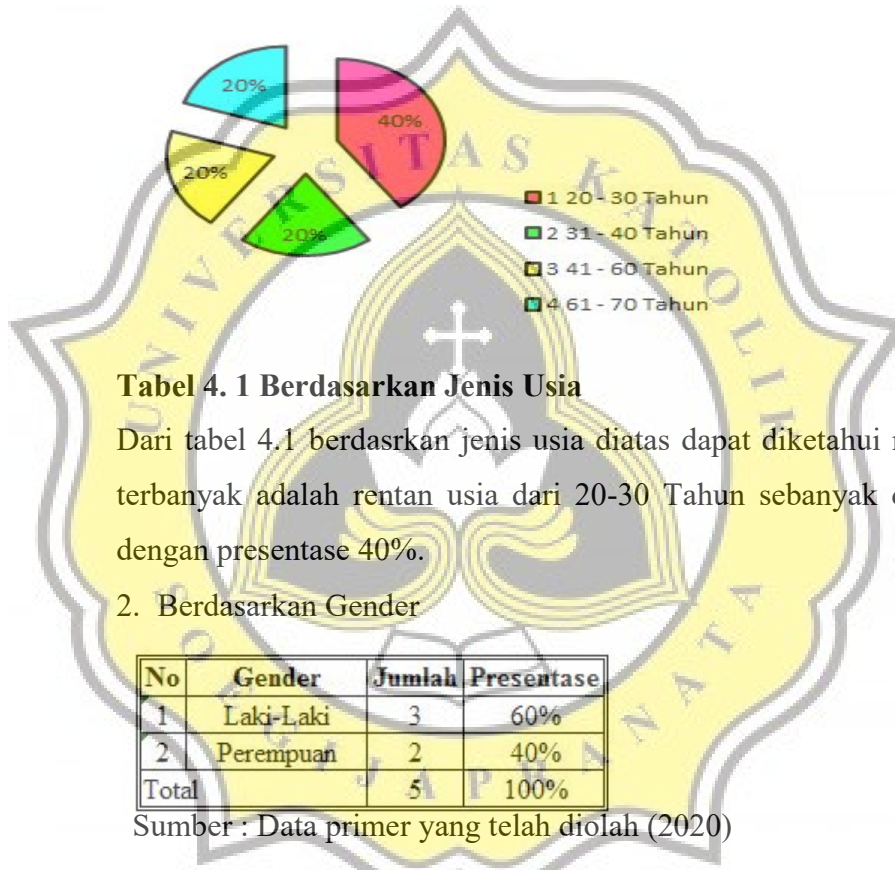 20%
40%
20%
20%
1 20 - 30 Tahun
2 31 - 40 Tahun
3 41 - 60 Tahun
4 61 - 70 Tahun
UNIVERSITAS KATOLIK
Tabel 4. 1 Berdasarkan Jenis Usia
Dari tabel 4.1 berdasrkan jenis usia diatas dapat diketahui
terbanyak adalah rentan usia dari 20-30 Tahun sebanyak
dengan presentase 40%.
2. Berdasarkan Gender
No Gender Jumlah Presentase
1 Laki-Laki 3 60%
2 Perempuan 2 40%
Total 5 100%
SOEGIJAPRANATA
Sumber : Data primer yang telah diolah (2020)